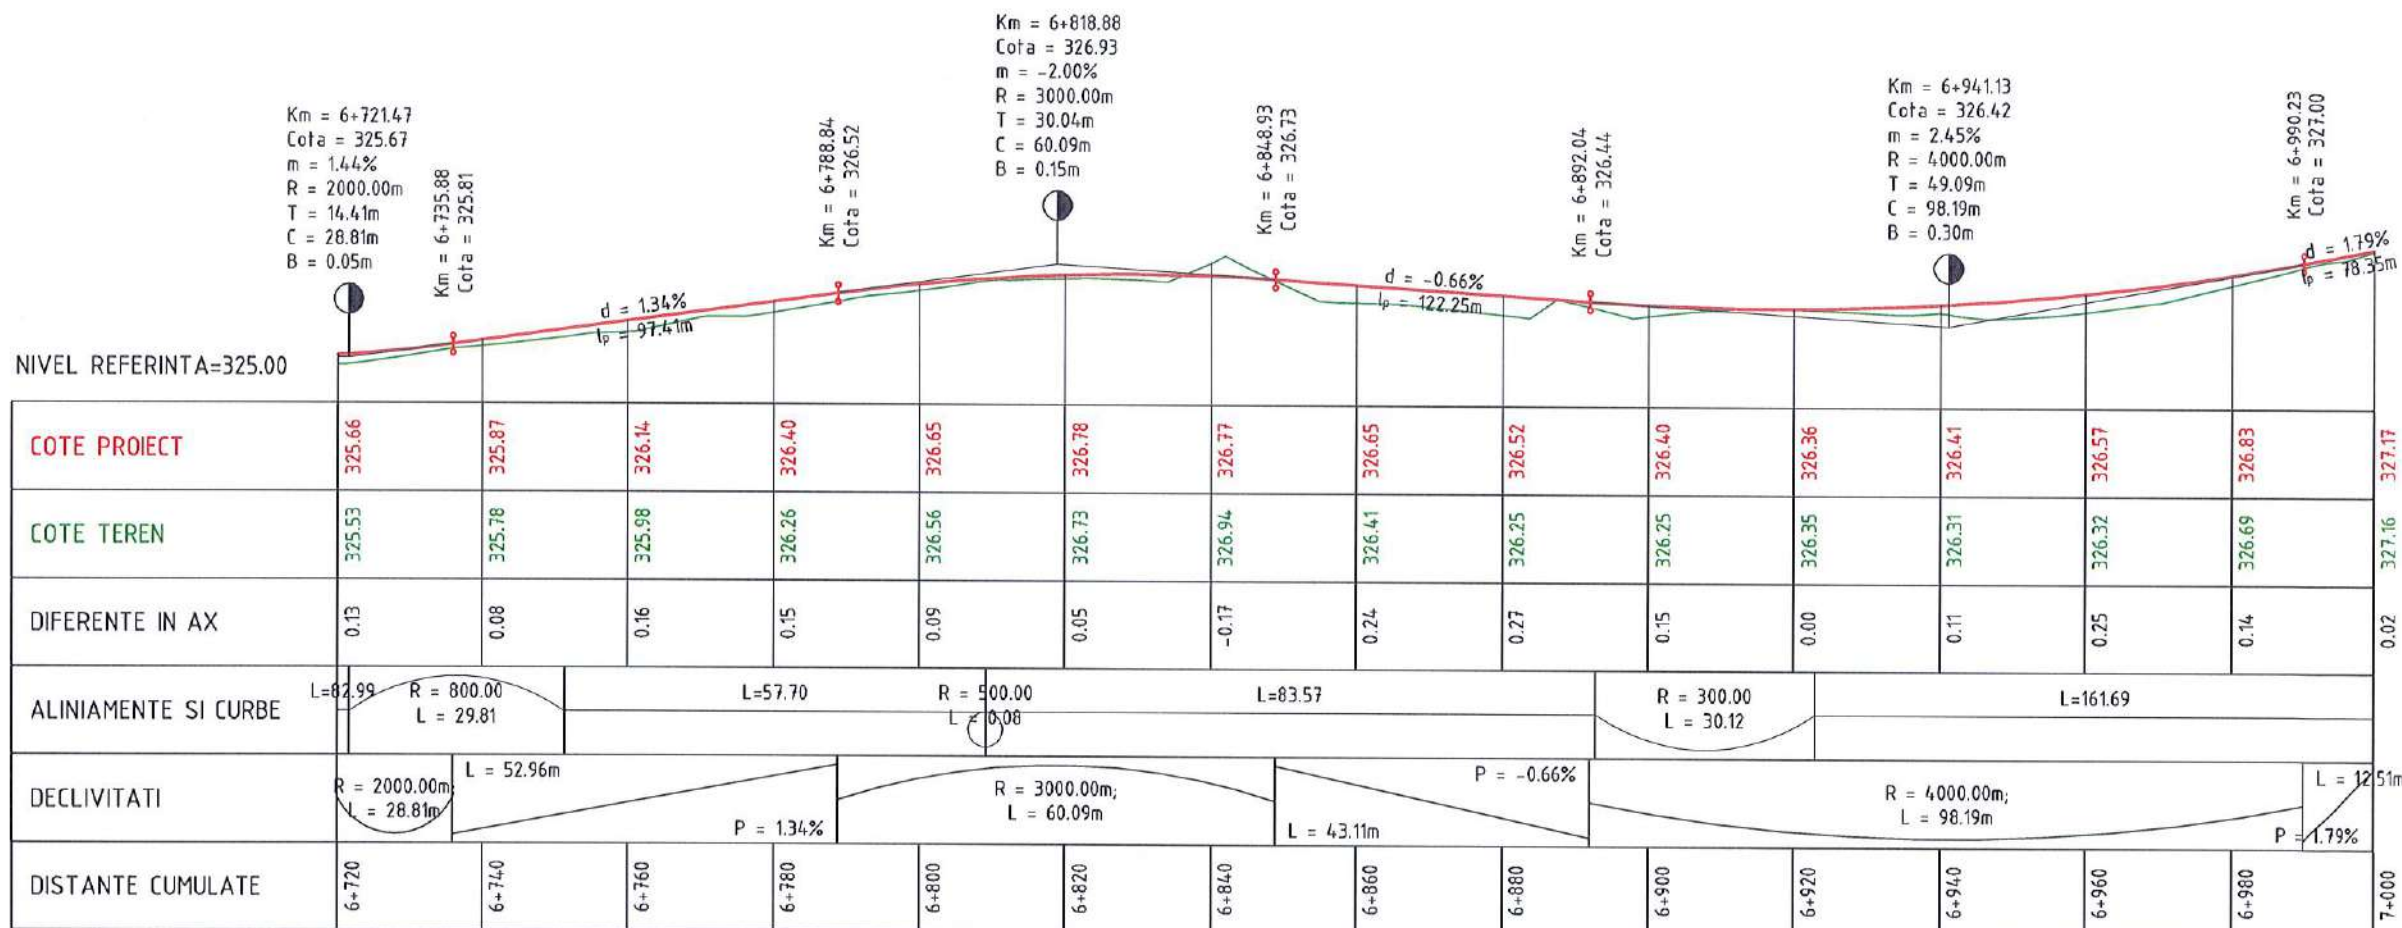 Km = 6+721.47
Cota = 325.67
m = 1.44%
R = 2000.00m
T = 14.41m
C = 28.81m
B = 0.05m
Km = 6+735.88
Cota = 325.81
Km = 6+788.84
Cota = 326.52
Km = 6+818.88
Cota = 326.93
m = -2.00%
R = 3000.00m
T = 30.04m
C = 60.09m
B = 0.15m
Km = 6+848.93
Cota = 326.73
Km = 6+892.04
Cota = 326.44
Km = 6+941.13
Cota = 326.42
m = 2.45%
R = 4000.00m
T = 49.09m
C = 98.19m
B = 0.30m
Km = 6+990.23
Cota = 327.00
d = 1.34%
lp = 97.41m
d = -0.66%
lp = 122.25m
d = 1.79%
lp = 78.35m
NIVEL REFERINTA=325.00
COTE PROIECT 325.66 325.87 326.14 326.40 326.65 326.78 326.77 326.65 326.52 326.40 326.36 326.41 326.57 326.83 327.17
COTE TEREN 325.53 325.78 325.98 326.26 326.56 326.73 326.94 326.41 326.25 326.25 326.35 326.31 326.32 326.69 327.16
DIFERENTE IN AX 0.13 0.08 0.16 0.15 0.09 0.05 -0.17 0.24 0.27 0.15 0.00 0.11 0.25 0.14 0.02
ALINIAMENTE SI CURBE
L=82.99
R = 800.00
L = 29.81
L=57.70
R = 500.00
L = 0.08
L=83.57
R = 300.00
L = 30.12
L=161.69
DECLIVITATI
R = 2000.00m;
L = 28.81m
L = 52.96m
P = 1.34%
R = 3000.00m;
L = 60.09m
L = 43.11m
P = -0.66%
R = 4000.00m;
L = 98.19m
L = 12.51m
P = 1.79%
DISTANTE CUMULATE 6+720 6+740 6+760 6+780 6+800 6+820 6+840 6+860 6+880 6+900 6+920 6+940 6+960 6+980 7+000